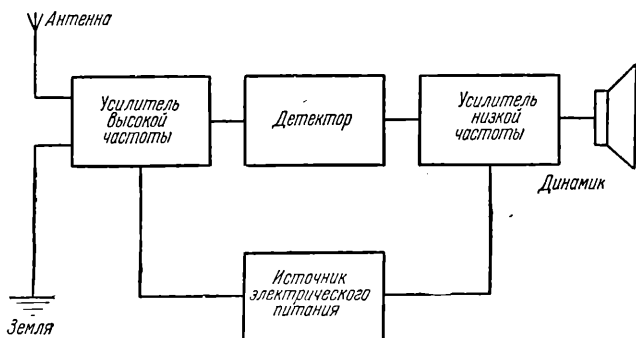 Антенна
Усилитель
высокой
частоты
Детектор
Усилитель
низкой
частоты
Динамик
Источник
электрического
питания
Земля